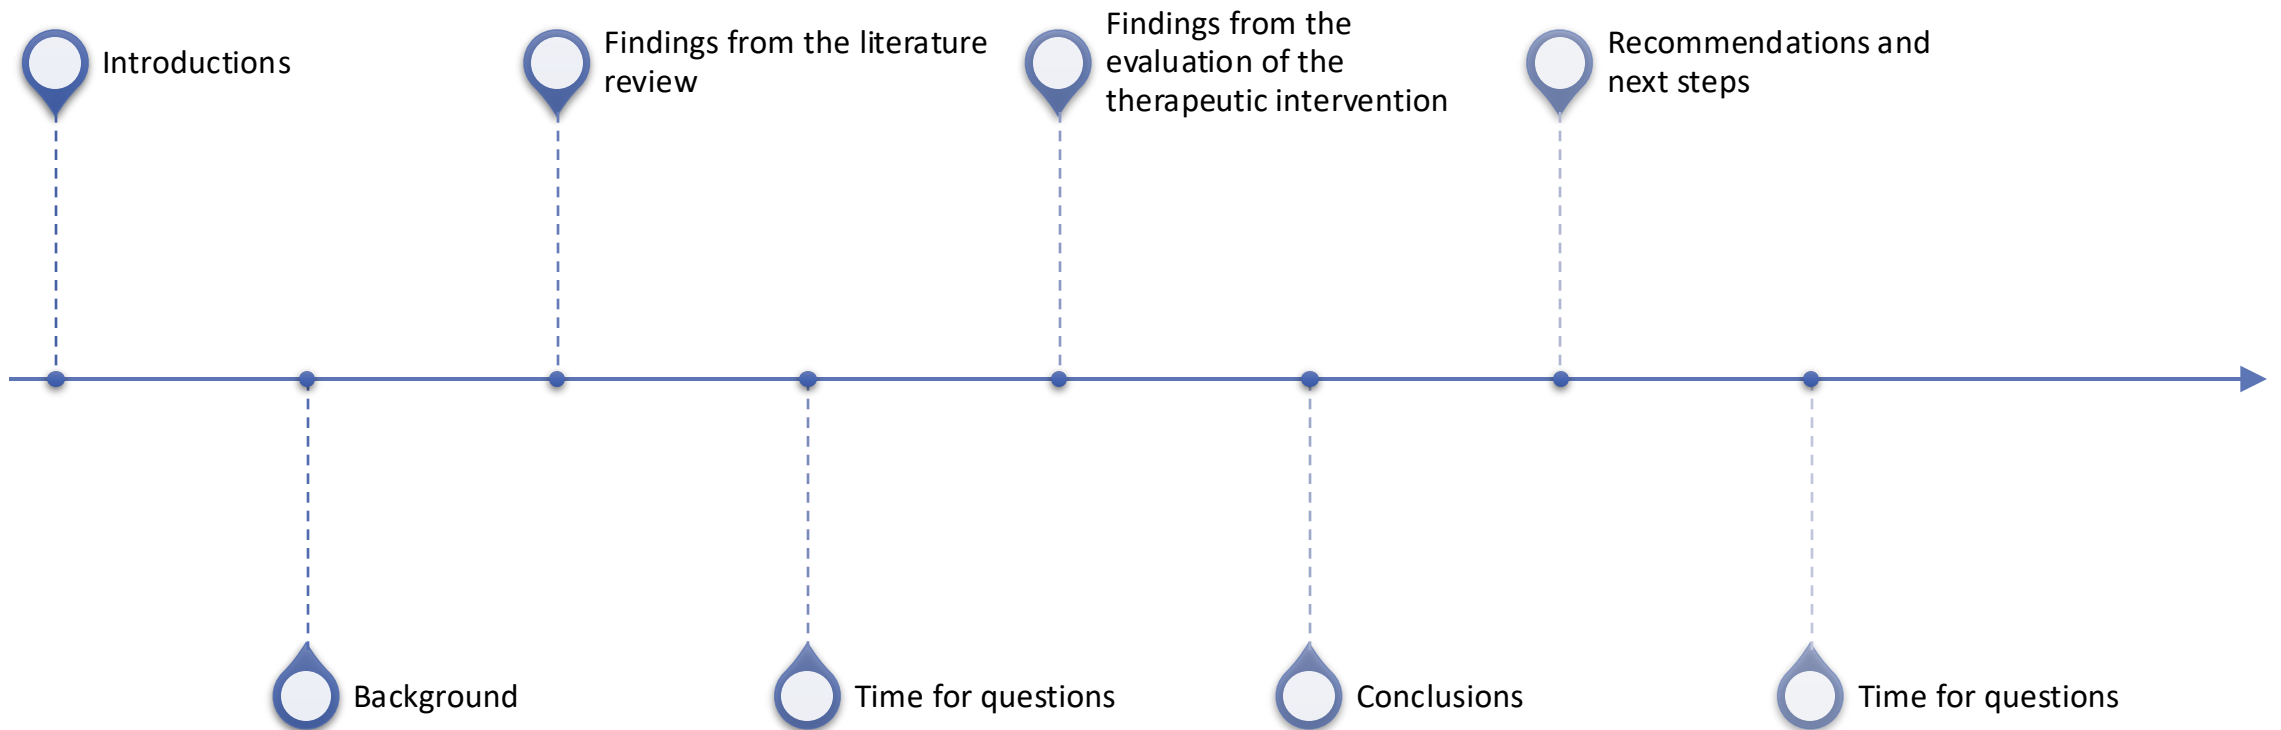 Introductions
Findings from the literature
review
Findings from the
evaluation of the
therapeutic intervention
Recommendations and
next steps
Background
Time for questions
Conclusions
Time for questions